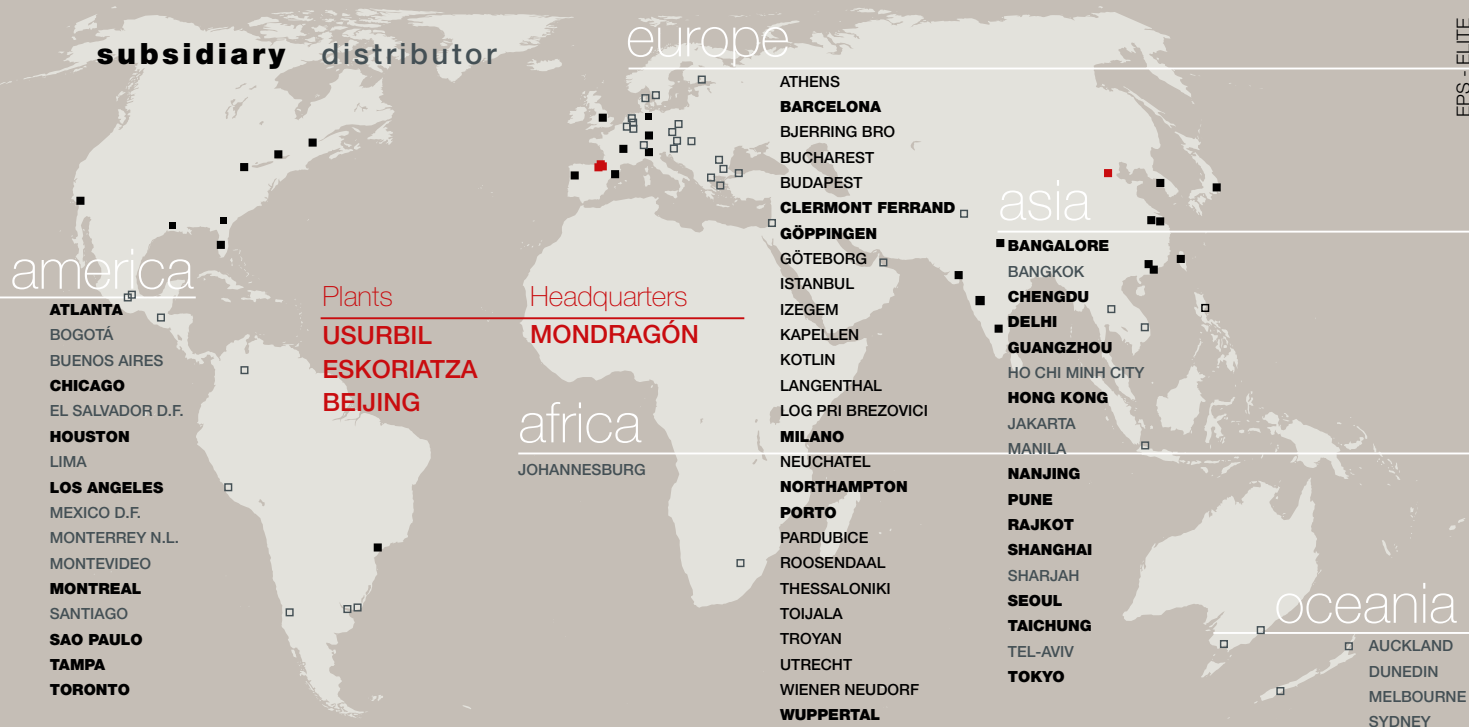 subsidiary distributor
europe
EPS - ELITE
ATHENS
BARCELONA
BJERRING BRO
BUCHAREST
BUDAPEST
CLERMONT FERRAND
GÖPPINGEN
GÖTEBORG
ISTANBUL
IZEGEM
KAPELLEN
KOTLIN
LANGENTHAL
LOG PRI BREZOVICI
MILANO
NEUCHATEL
NORTHAMPTON
PORTO
PARDUBICE
ROOSENDAAL
THESSALONIKI
TOIJALA
TROYAN
UTRECHT
WIENER NEUDORF
WUPPERTAL
asia
BANGALORE
BANGKOK
CHENGDU
DELHI
GUANGZHOU
HO CHI MINH CITY
HONG KONG
JAKARTA
MANILA
NANJING
PUNE
RAJKOT
SHANGHAI
SHARJAH
SEOUL
TAICHUNG
TEL-AVIV
TOKYO
america
ATLANTA
BOGOTÁ
BUENOS AIRES
CHICAGO
EL SALVADOR D.F.
HOUSTON
LIMA
LOS ANGELES
MEXICO D.F.
MONTERREY N.L.
MONTEVIDEO
MONTREAL
SANTIAGO
SAO PAULO
TAMPA
TORONTO
Plants
USURBIL
ESKORIATZA
BEIJING
Headquarters
MONDRAGÓN
africa
JOHANNESBURG
oceania
AUCKLAND
DUNEDIN
MELBOURNE
SYDNEY